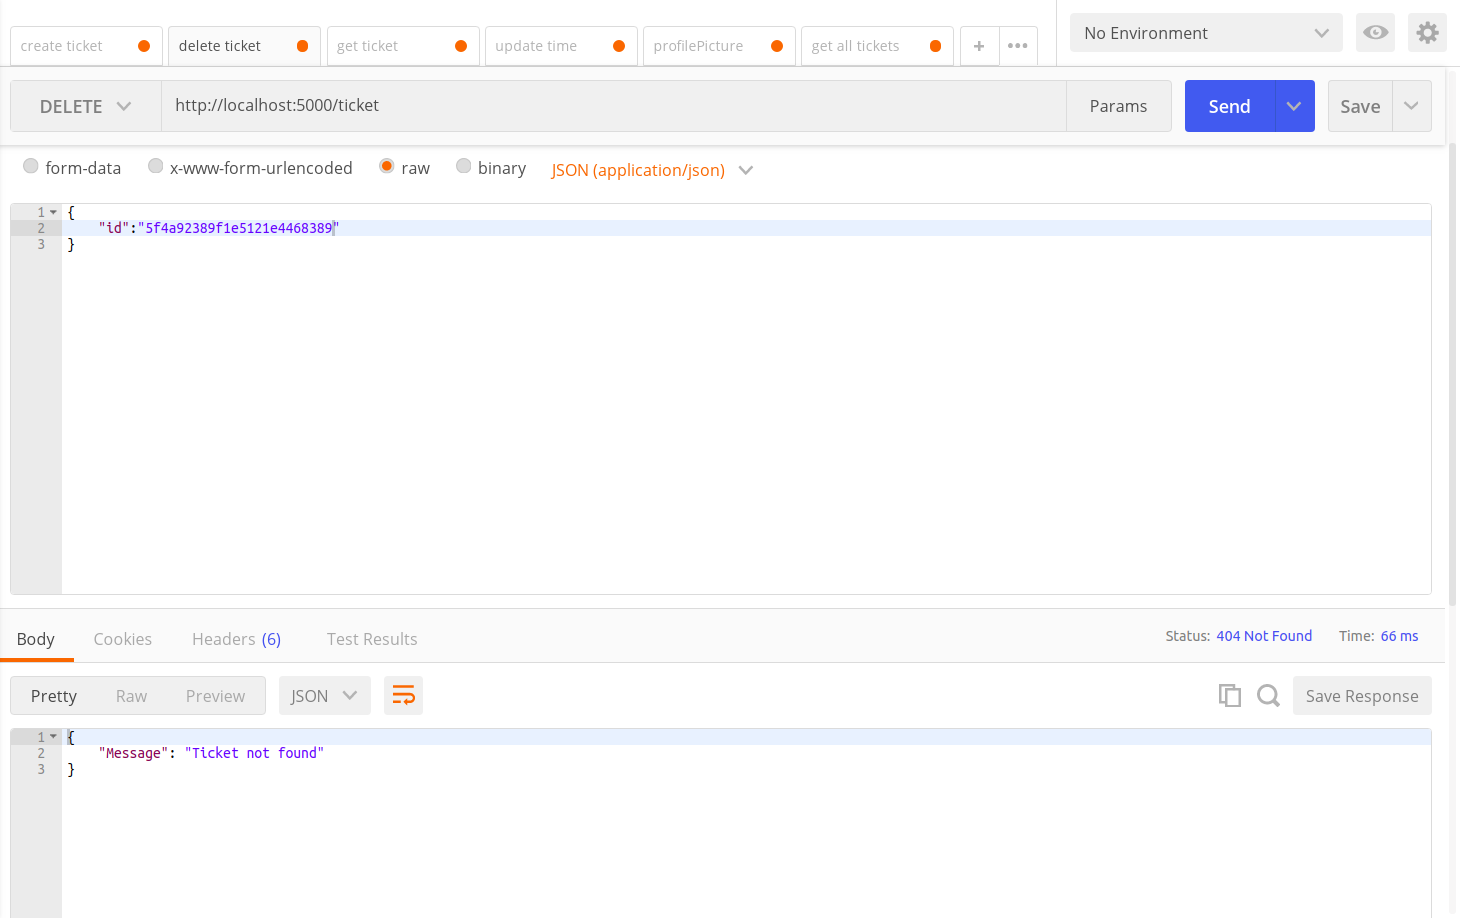 create ticket delete ticket get ticket update time profilePicture get all tickets + ••• No Environment
DELETE http://localhost:5000/ticket Params Send Save
form-data x-www-form-urlencoded raw binary JSON (application/json)
1 {
2 "id":"5f4a92389f1e5121e4468389"
3 }
Body Cookies Headers (6) Test Results Status: 404 Not Found Time: 66 ms
Pretty Raw Preview JSON Save Response
1 {
2 "Message": "Ticket not found"
3 }